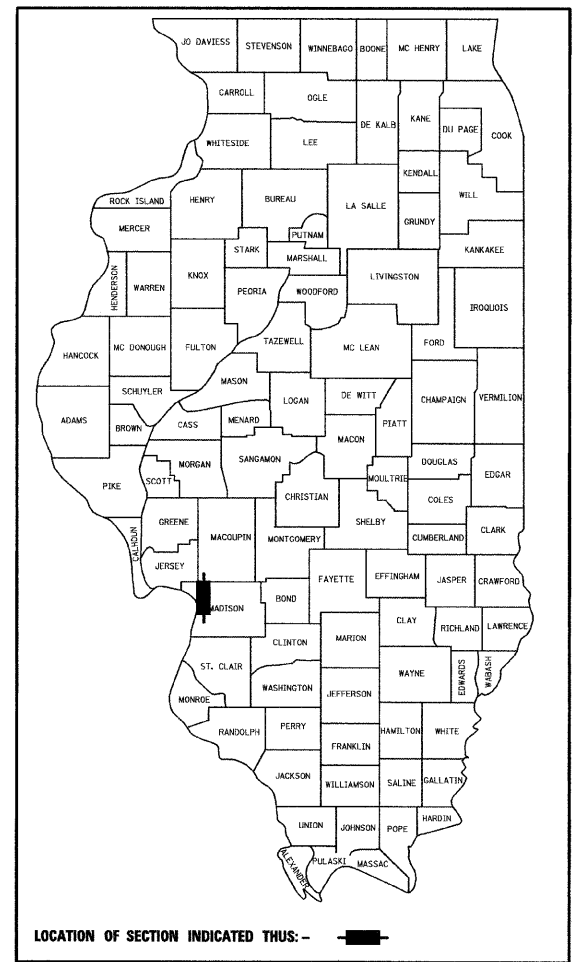 JO DAVIESS STEVENSON WINNEBAGO BOONE MC HENRY LAKE
CARROLL OGLE DE KALB KANE DU PAGE COOK
WHITESIDE LEE KENDALL WILL
ROCK ISLAND HENRY BUREAU LA SALLE GRUNDY
MERCER PUTNAM KANKAKEE
STARK MARSHALL LIVINGSTON
HENDERSON WARREN KNOX PEORIA WOODFORD IROQUOIS
HANCOCK MC DONOUGH FULTON TAZEWELL MC LEAN FORD
SCHUYLER MASON LOGAN DE WITT CHAMPAIGN VERMILION
ADAMS BROWN CASS MENARD MACON PIATT
MORGAN SANGAMON DOUGLAS EDGAR
PIKE SCOTT CHRISTIAN MOULTRIE COLES
GREENE MACOUPIN MONTGOMERY SHELBY CUMBERLAND CLARK
CALHOUN JERSEY FAYETTE EFFINGHAM JASPER CRAWFORD
MADISON BOND CLAY RICHLAND LAWRENCE
CLINTON MARION WAYNE EDWARDS WABASH
ST. CLAIR WASHINGTON JEFFERSON
MONROE RANDOLPH PERRY HAMILTON WHITE
FRANKLIN
JACKSON WILLIAMSON SALINE GALLATIN
UNION JOHNSON POPE HARDIN
ALEXANDER PULASKI MASSAC
LOCATION OF SECTION INDICATED THUS: -